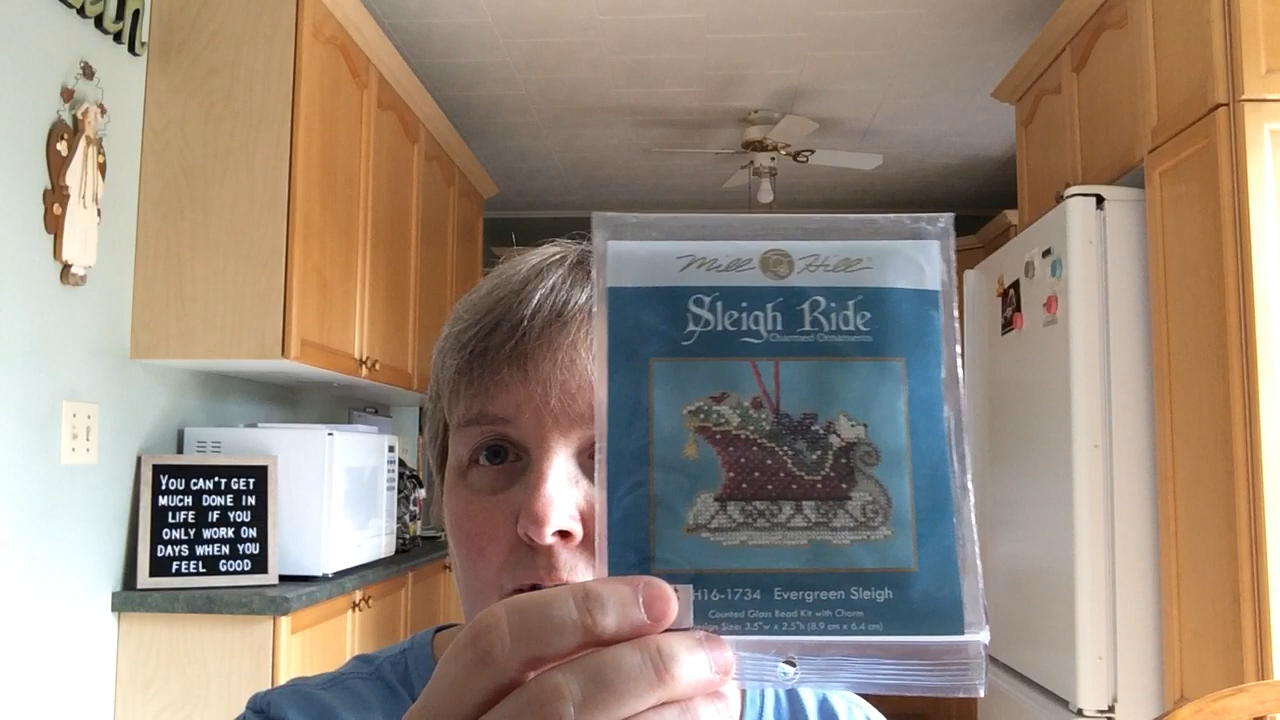 YOU CAN'T GET
MUCH DONE IN
LIFE IF YOU
ONLY WORK ON
DAYS WHEN YOU
FEEL GOOD
Mill Hill
Sleigh Ride
Charmed Ornaments
H16-1734 Evergreen Sleigh
Counted Glass Bead Kit with Charm
Size: 3.5"w x 2.5"h (8.9 cm x 6.4 cm)